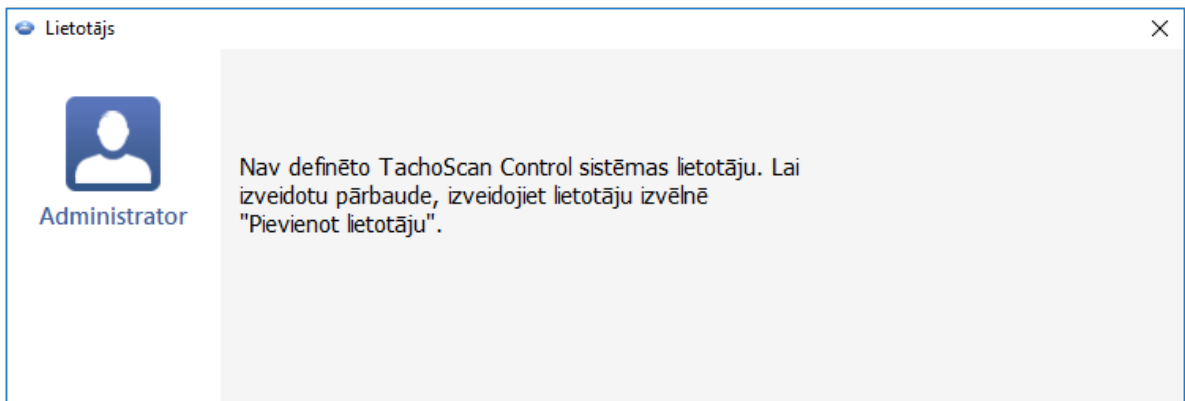 Lietotājs
Administrator
Nav definēto TachoScan Control sistēmas lietotāju. Lai
izveidotu pārbaude, izveidojiet lietotāju izvēlnē
"Pievienot lietotāju".